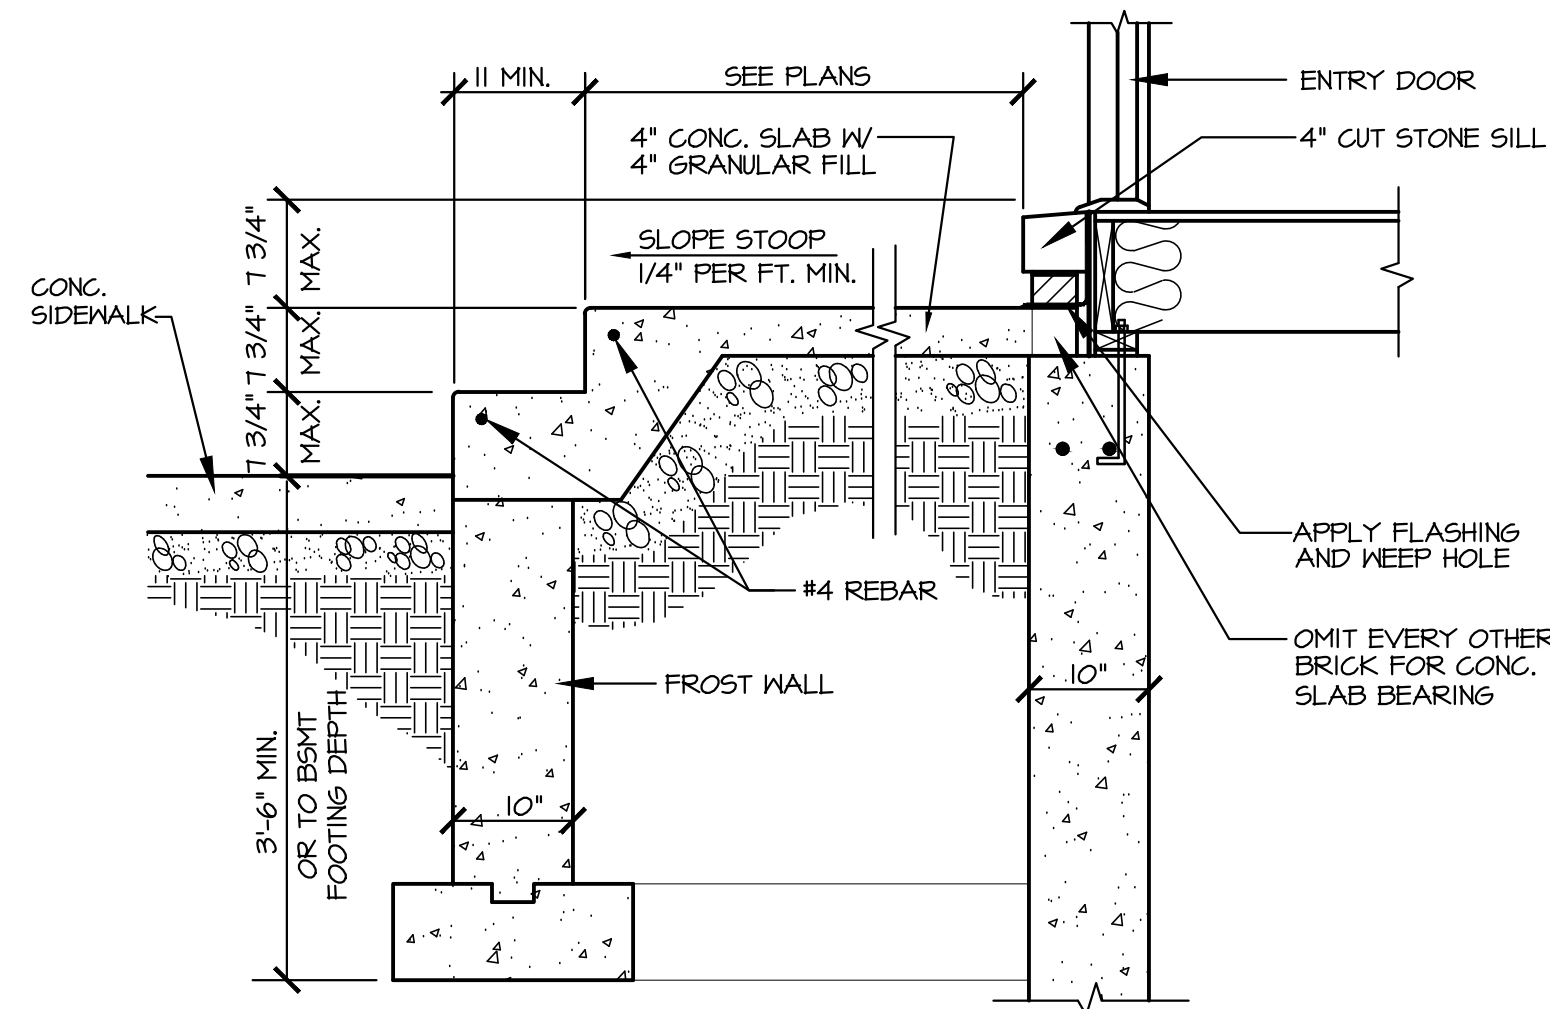 11 MIN.
SEE PLANS
ENTRY DOOR
4" CONC. SLAB W/
4" GRANULAR FILL
4" CUT STONE SILL
7 3/4"
MAX.
SLOPE STOOP
1/4" PER FT. MIN.
CONC.
SIDEWALK
7 3/4"
MAX.
7 3/4"
MAX.
APPLY FLASHING
AND WEEP HOLE
#4 REBAR
OMIT EVERY OTHER
BRICK FOR CONC.
SLAB BEARING
10"
FROST WALL
3'-6" MIN.
OR TO BSMT
FOOTING DEPTH
10"